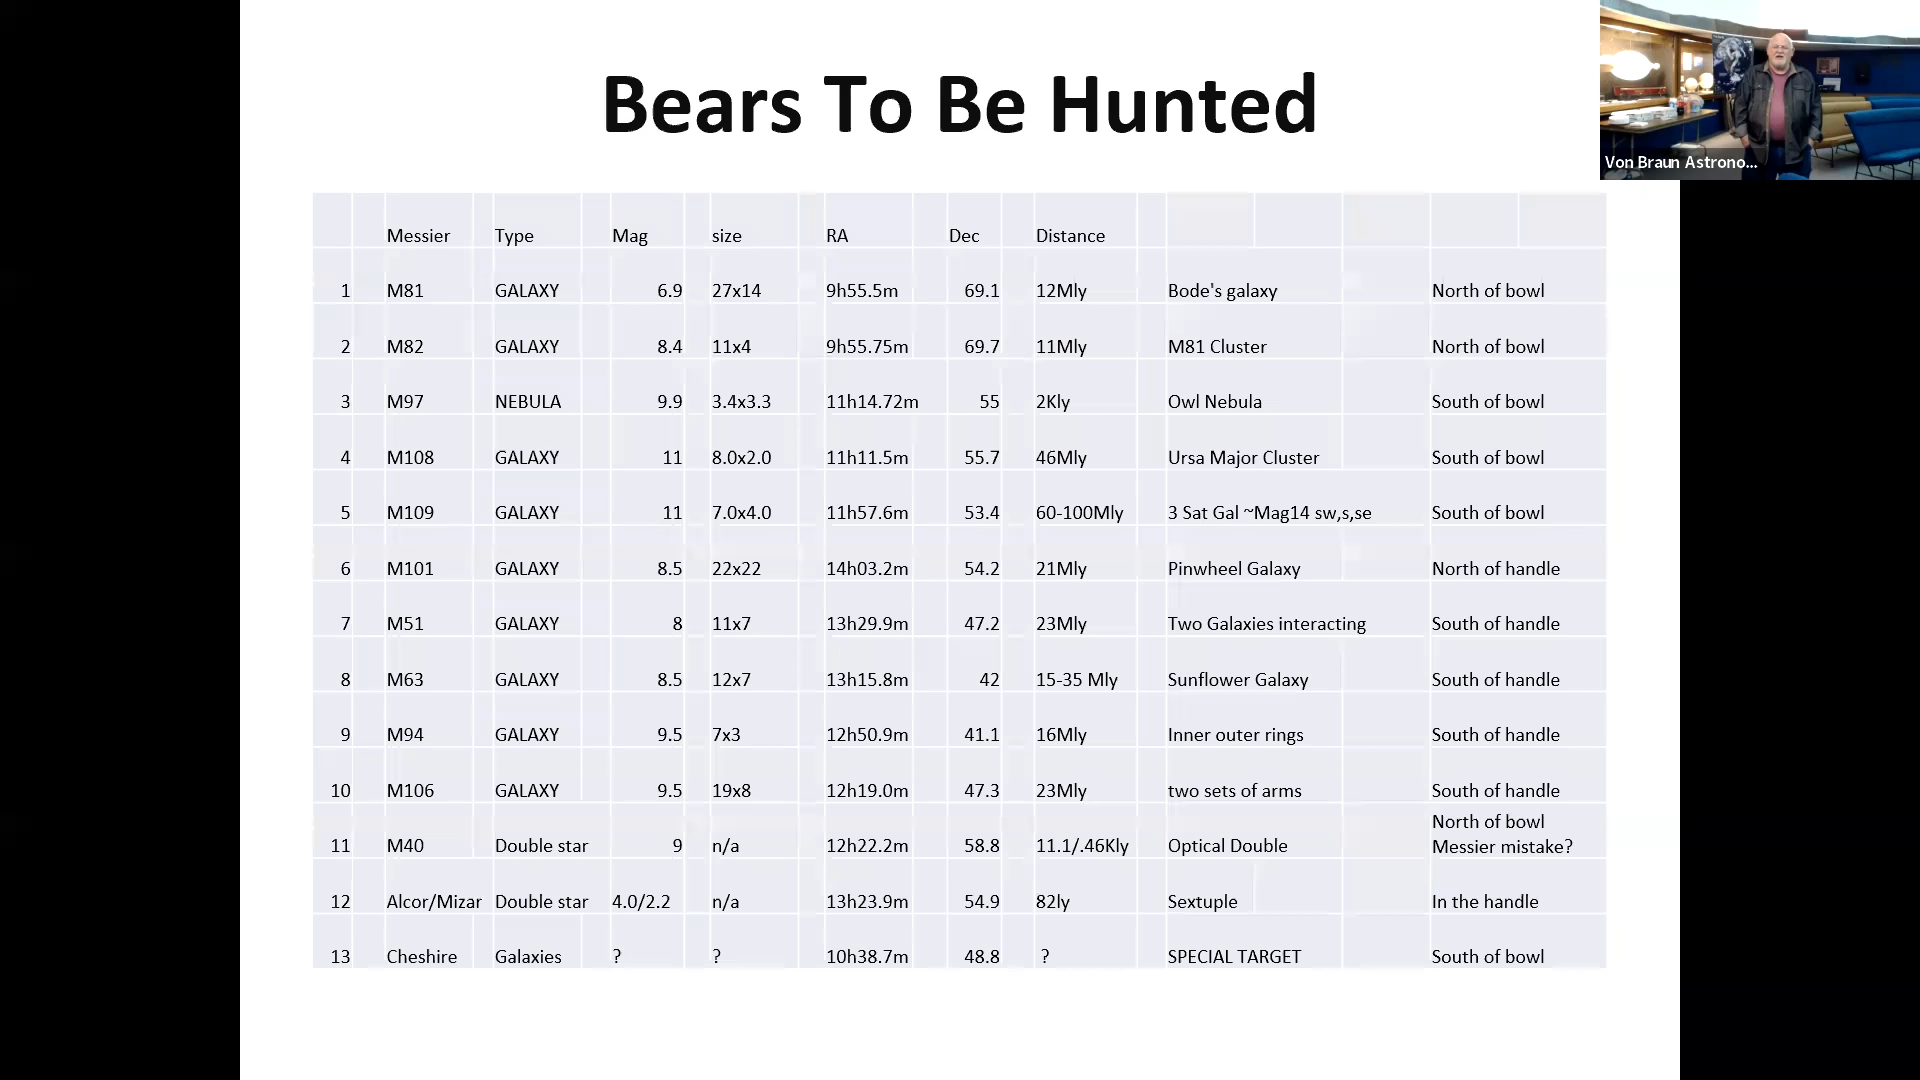 Bears To Be Hunted
Von Braun Astrono...
Messier Type Mag size RA Dec Distance
1 M81 GALAXY 6.9 27x14 9h55.5m 69.1 12Mly Bode's galaxy North of bowl
2 M82 GALAXY 8.4 11x4 9h55.75m 69.7 11Mly M81 Cluster North of bowl
3 M97 NEBULA 9.9 3.4x3.3 11h14.72m 55 2Kly Owl Nebula South of bowl
4 M108 GALAXY 11 8.0x2.0 11h11.5m 55.7 46Mly Ursa Major Cluster South of bowl
5 M109 GALAXY 11 7.0x4.0 11h57.6m 53.4 60-100Mly 3 Sat Gal ~Mag14 sw,s,se South of bowl
6 M101 GALAXY 8.5 22x22 14h03.2m 54.2 21Mly Pinwheel Galaxy North of handle
7 M51 GALAXY 8 11x7 13h29.9m 47.2 23Mly Two Galaxies interacting South of handle
8 M63 GALAXY 8.5 12x7 13h15.8m 42 15-35 Mly Sunflower Galaxy South of handle
9 M94 GALAXY 9.5 7x3 12h50.9m 41.1 16Mly Inner outer rings South of handle
10 M106 GALAXY 9.5 19x8 12h19.0m 47.3 23Mly two sets of arms South of handle
North of bowl
11 M40 Double star 9 n/a 12h22.2m 58.8 11.1/.46Kly Optical Double Messier mistake?
12 Alcor/Mizar Double star 4.0/2.2 n/a 13h23.9m 54.9 82ly Sextuple In the handle
13 Cheshire Galaxies ? ? 10h38.7m 48.8 ? SPECIAL TARGET South of bowl